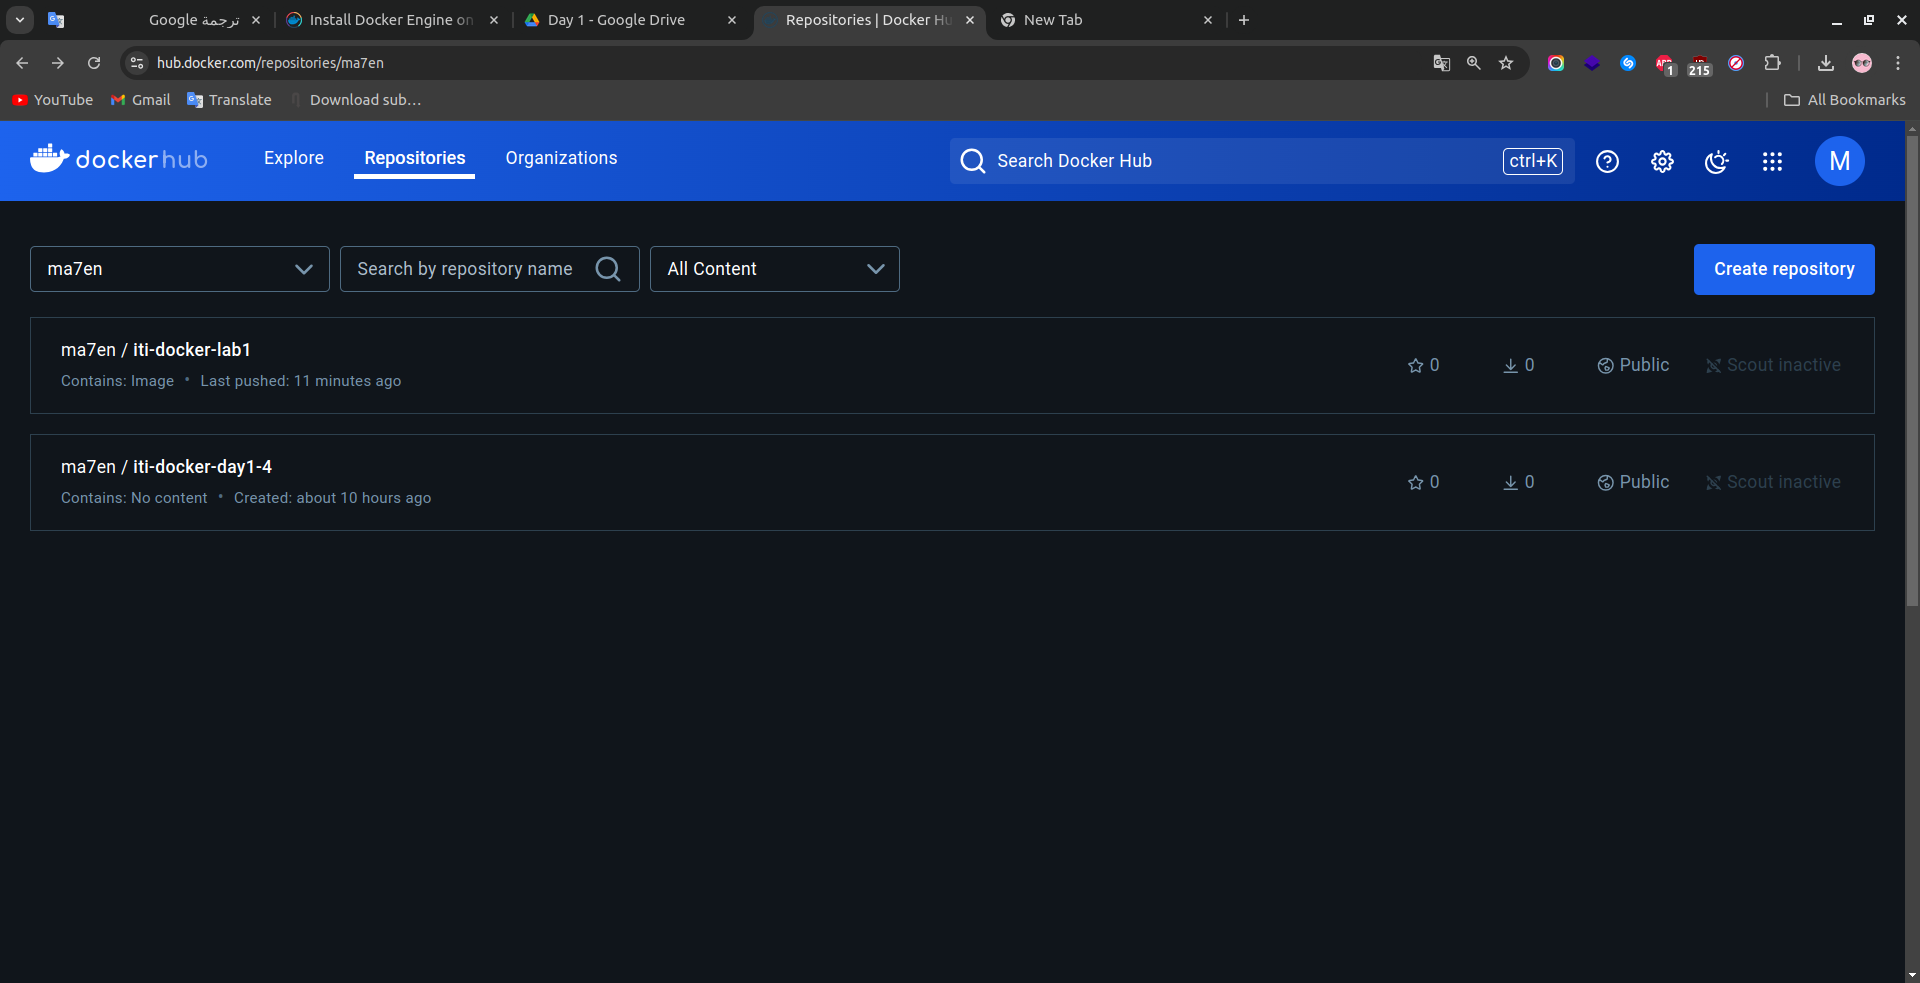 Google ترجمة
Install Docker Engine on
Day 1 - Google Drive
Repositories | Docker Hu
New Tab
hub.docker.com/repositories/ma7en
1
215
YouTube
Gmail
Translate
Download sub...
All Bookmarks
docker hub
Explore
Repositories
Organizations
Search Docker Hub
ctrl+K
M
ma7en
Search by repository name
All Content
Create repository
ma7en / iti-docker-lab1
0
0
Public
Scout inactive
Contains: Image • Last pushed: 11 minutes ago
ma7en / iti-docker-day1-4
0
0
Public
Scout inactive
Contains: No content • Created: about 10 hours ago